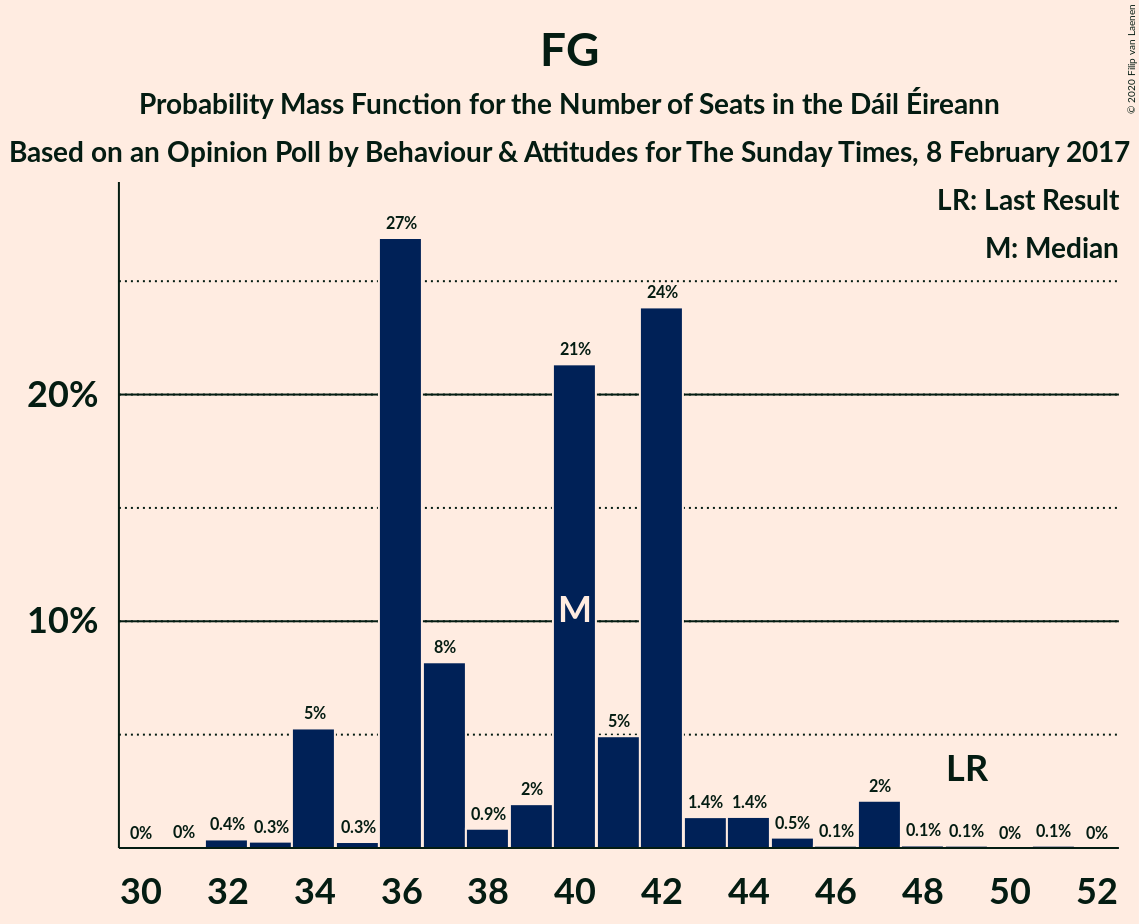 FG
Probability Mass Function for the Number of Seats in the Dáil Éireann
Based on an Opinion Poll by Behaviour & Attitudes for The Sunday Times, 8 February 2017
© 2020 Filip van Laenen
LR: Last Result
M: Median
27%
24%
21%
20%
M
10%
8%
5%
5%
LR
2%
2%
0% 0% 0.4% 0.3% 0.3% 0.9% 1.4% 1.4% 0.5% 0.1% 0.1% 0.1% 0% 0.1% 0%
30 32 34 36 38 40 42 44 46 48 50 52